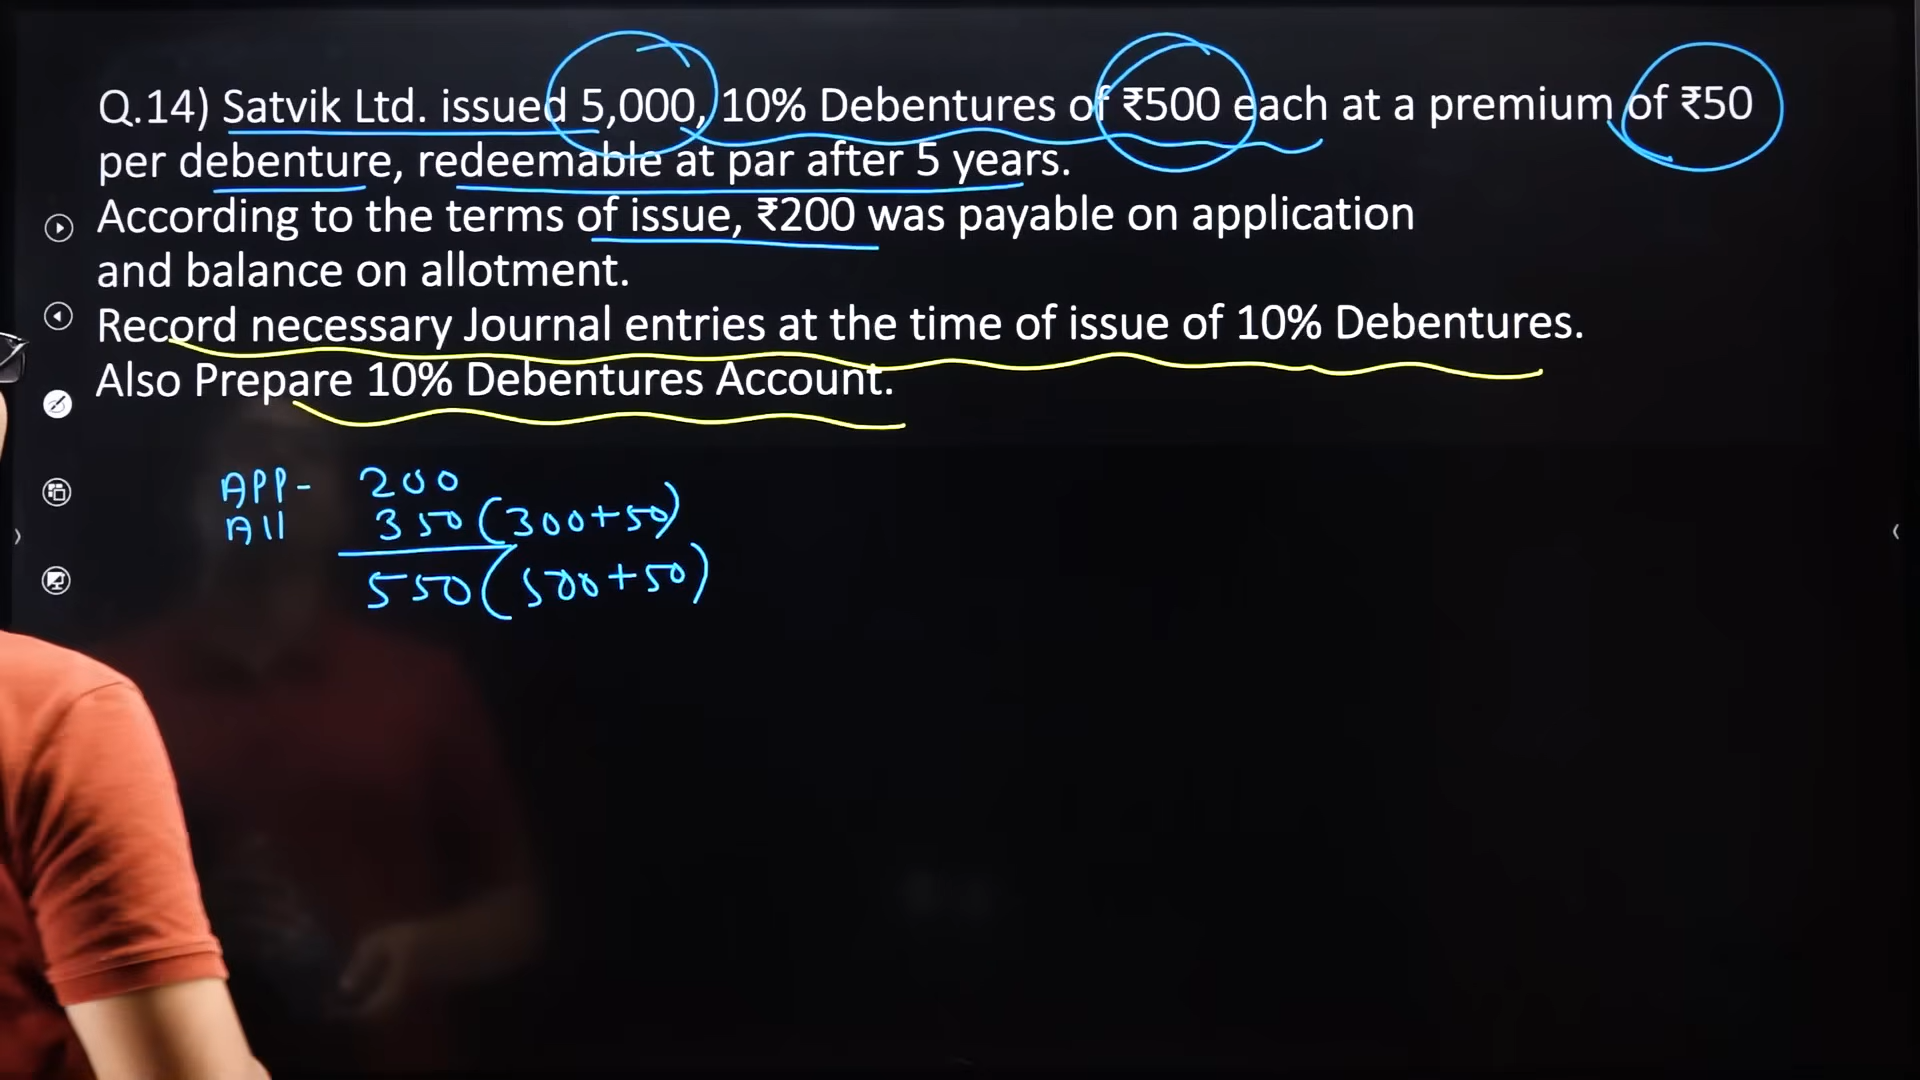 Q.14) Satvik Ltd. issued 5,000, 10% Debentures of ₹500 each at a premium of ₹50
per debenture, redeemable at par after 5 years.
According to the terms of issue, ₹200 was payable on application
and balance on allotment.
Record necessary Journal entries at the time of issue of 10% Debentures.
Also Prepare 10% Debentures Account.
APP- 200
All 350 (300+50)
550 (500+50)